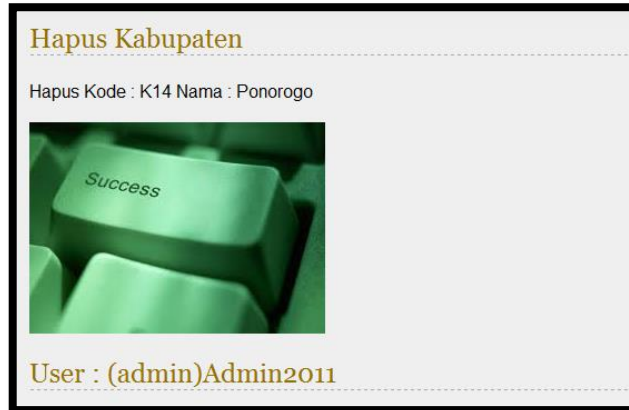 Hapus Kabupaten
Hapus Kode : K14 Nama : Ponorogo
Success
User : (admin)Admin2011